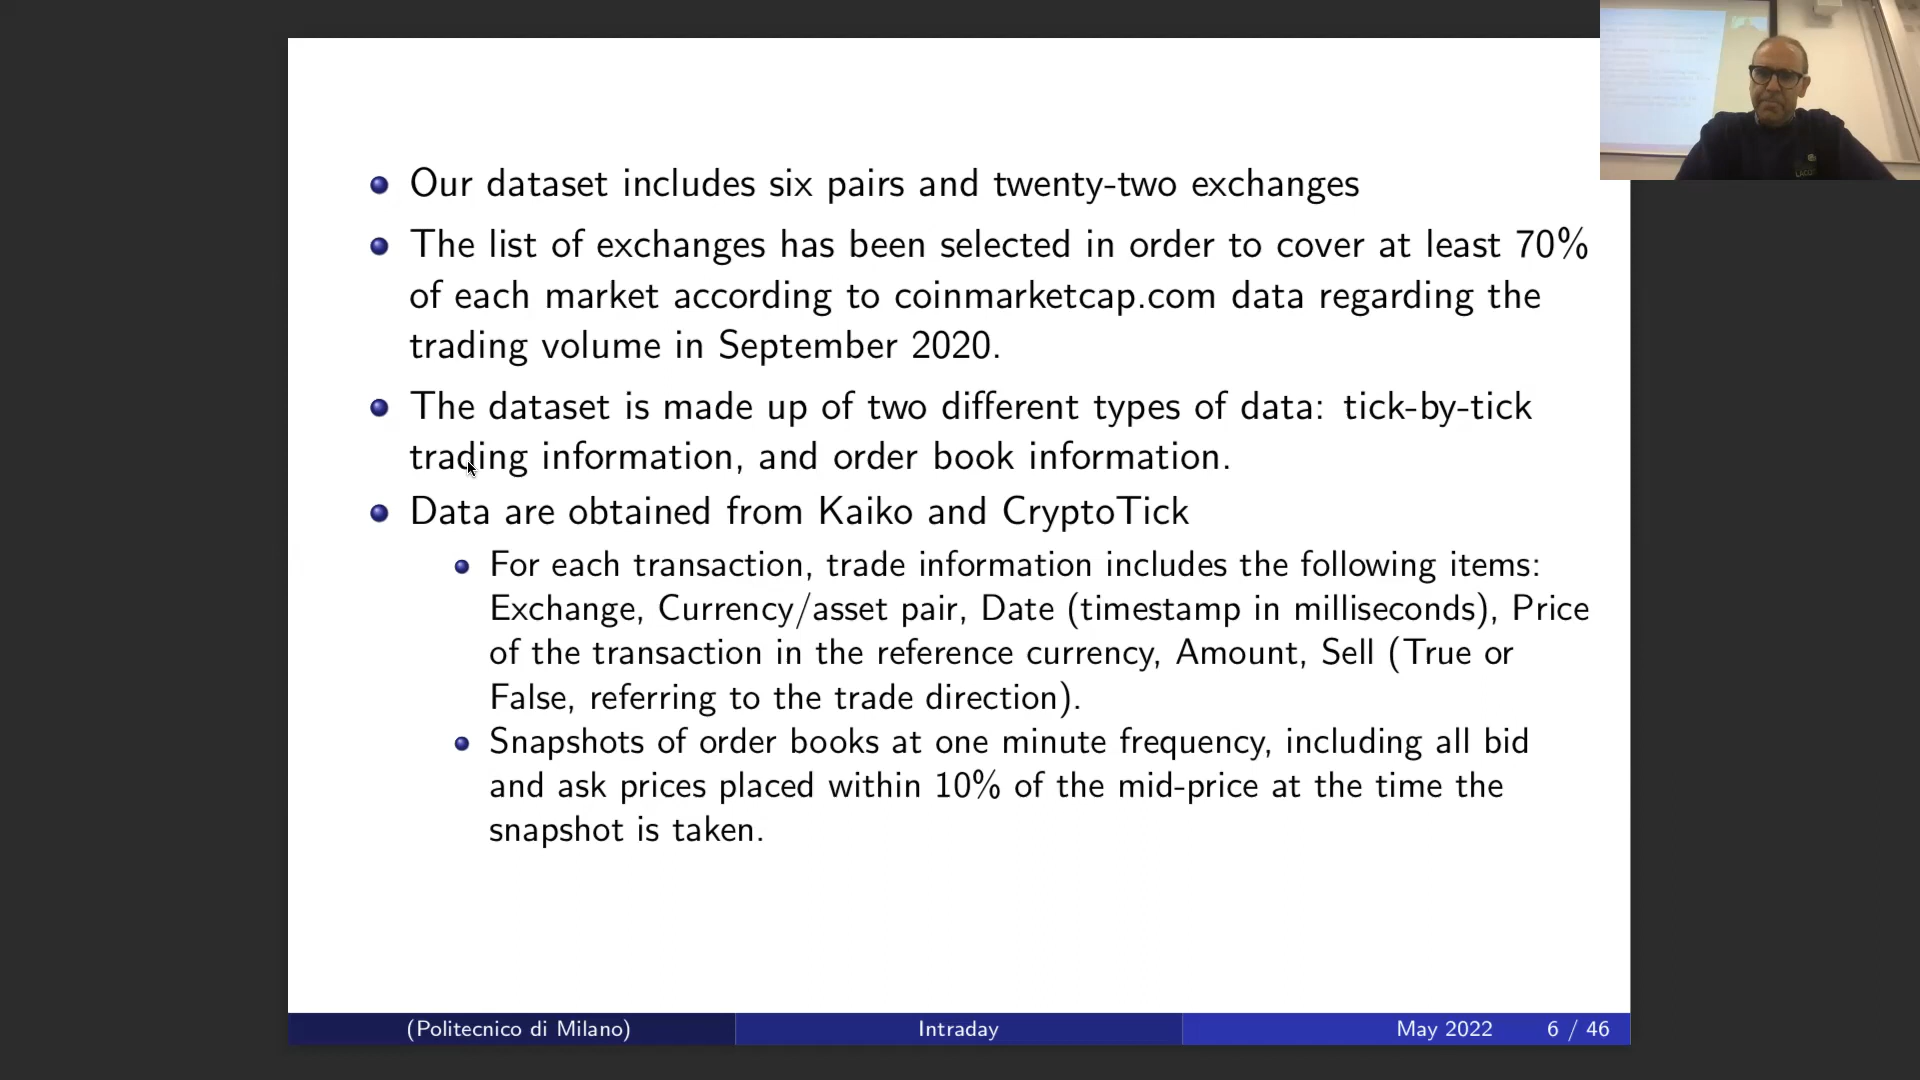 Our dataset includes six pairs and twenty-two exchanges
The list of exchanges has been selected in order to cover at least 70%
of each market according to coinmarketcap.com data regarding the
trading volume in September 2020.
The dataset is made up of two different types of data: tick-by-tick
trading information, and order book information.
Data are obtained from Kaiko and CryptoTick
For each transaction, trade information includes the following items:
Exchange, Currency/asset pair, Date (timestamp in milliseconds), Price
of the transaction in the reference currency, Amount, Sell (True or
False, referring to the trade direction).
Snapshots of order books at one minute frequency, including all bid
and ask prices placed within 10% of the mid-price at the time the
snapshot is taken.
(Politecnico di Milano) Intraday May 2022 6 / 46